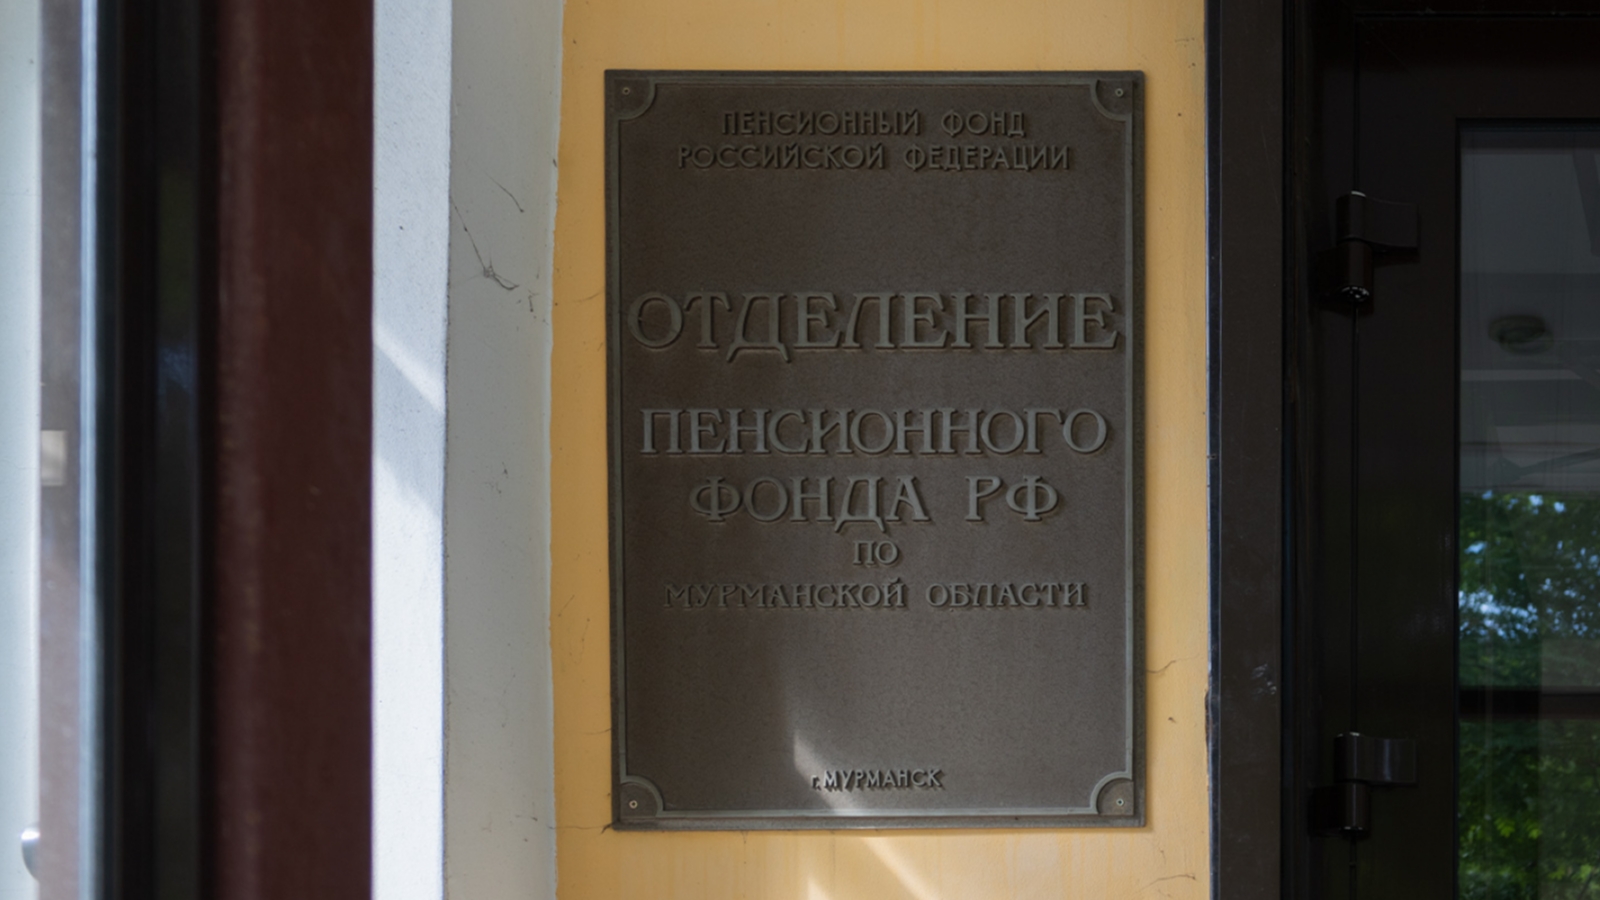 ПЕНСИОННЫЙ ФОНД
РОССИЙСКОЙ ФЕДЕРАЦИИ
ОТДЕЛЕНИЕ
ПЕНСИОННОГО
ФОНДА РФ
ПО
МУРМАНСКОЙ ОБЛАСТИ
г.МУРМАНСК